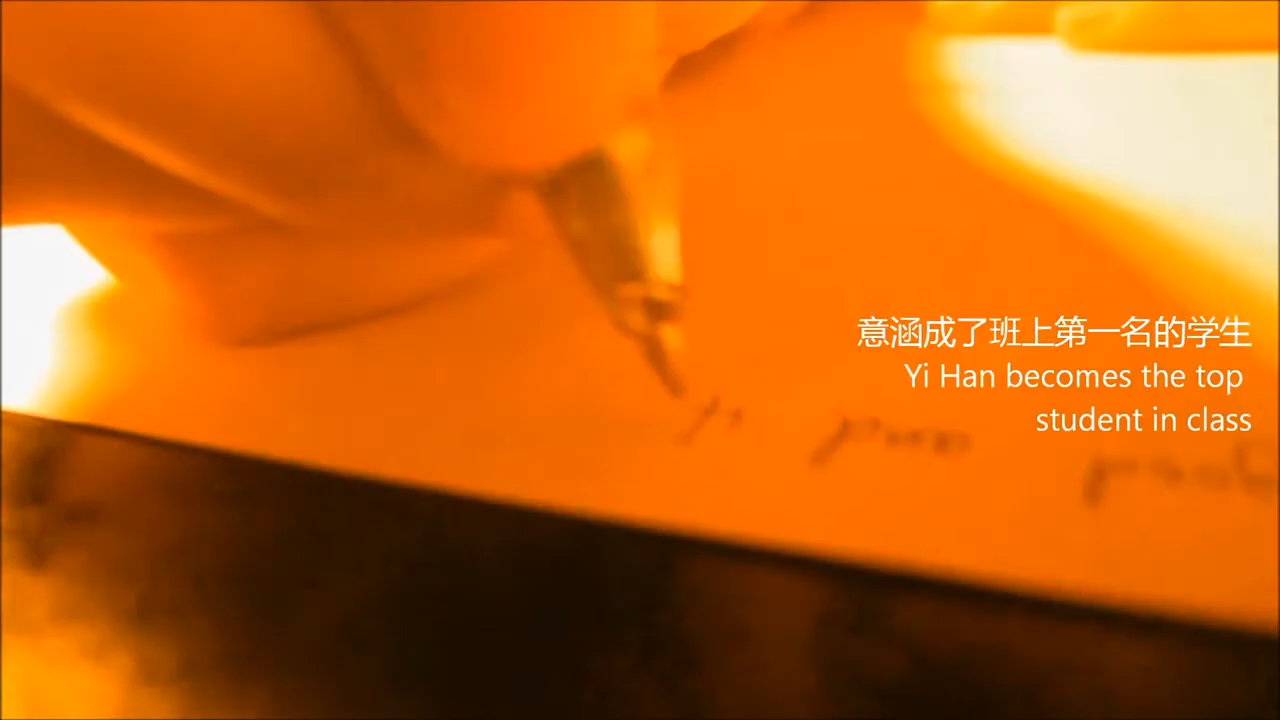 意涵成了班上第一名的学生
Yi Han becomes the top
student in class